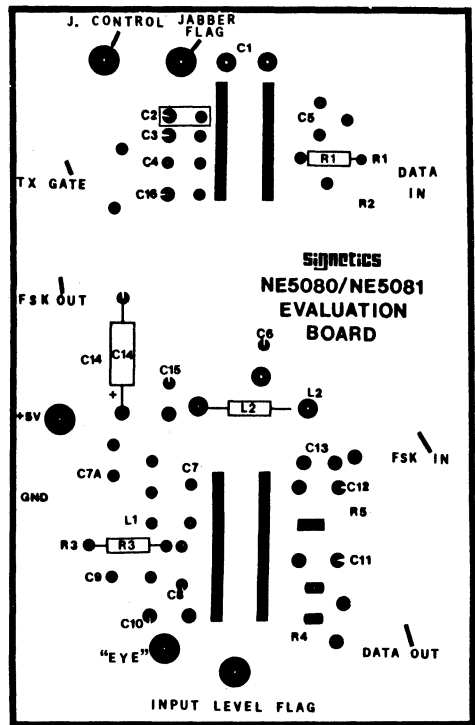 J. CONTROL
JABBER
FLAG
C1
C2
C3
C4
C16
C5
R1
R1
R2
TX GATE
DATA
IN
signetics
NE5080/NE5081
EVALUATION
BOARD
FSK OUT
C14
C14
+
C15
C6
L2
L2
+5V
C7A
C7
C13
FSK IN
C12
GND
L1
R5
R3
R3
C11
C9
C8
C10
R4
"EYE"
DATA OUT
INPUT LEVEL FLAG